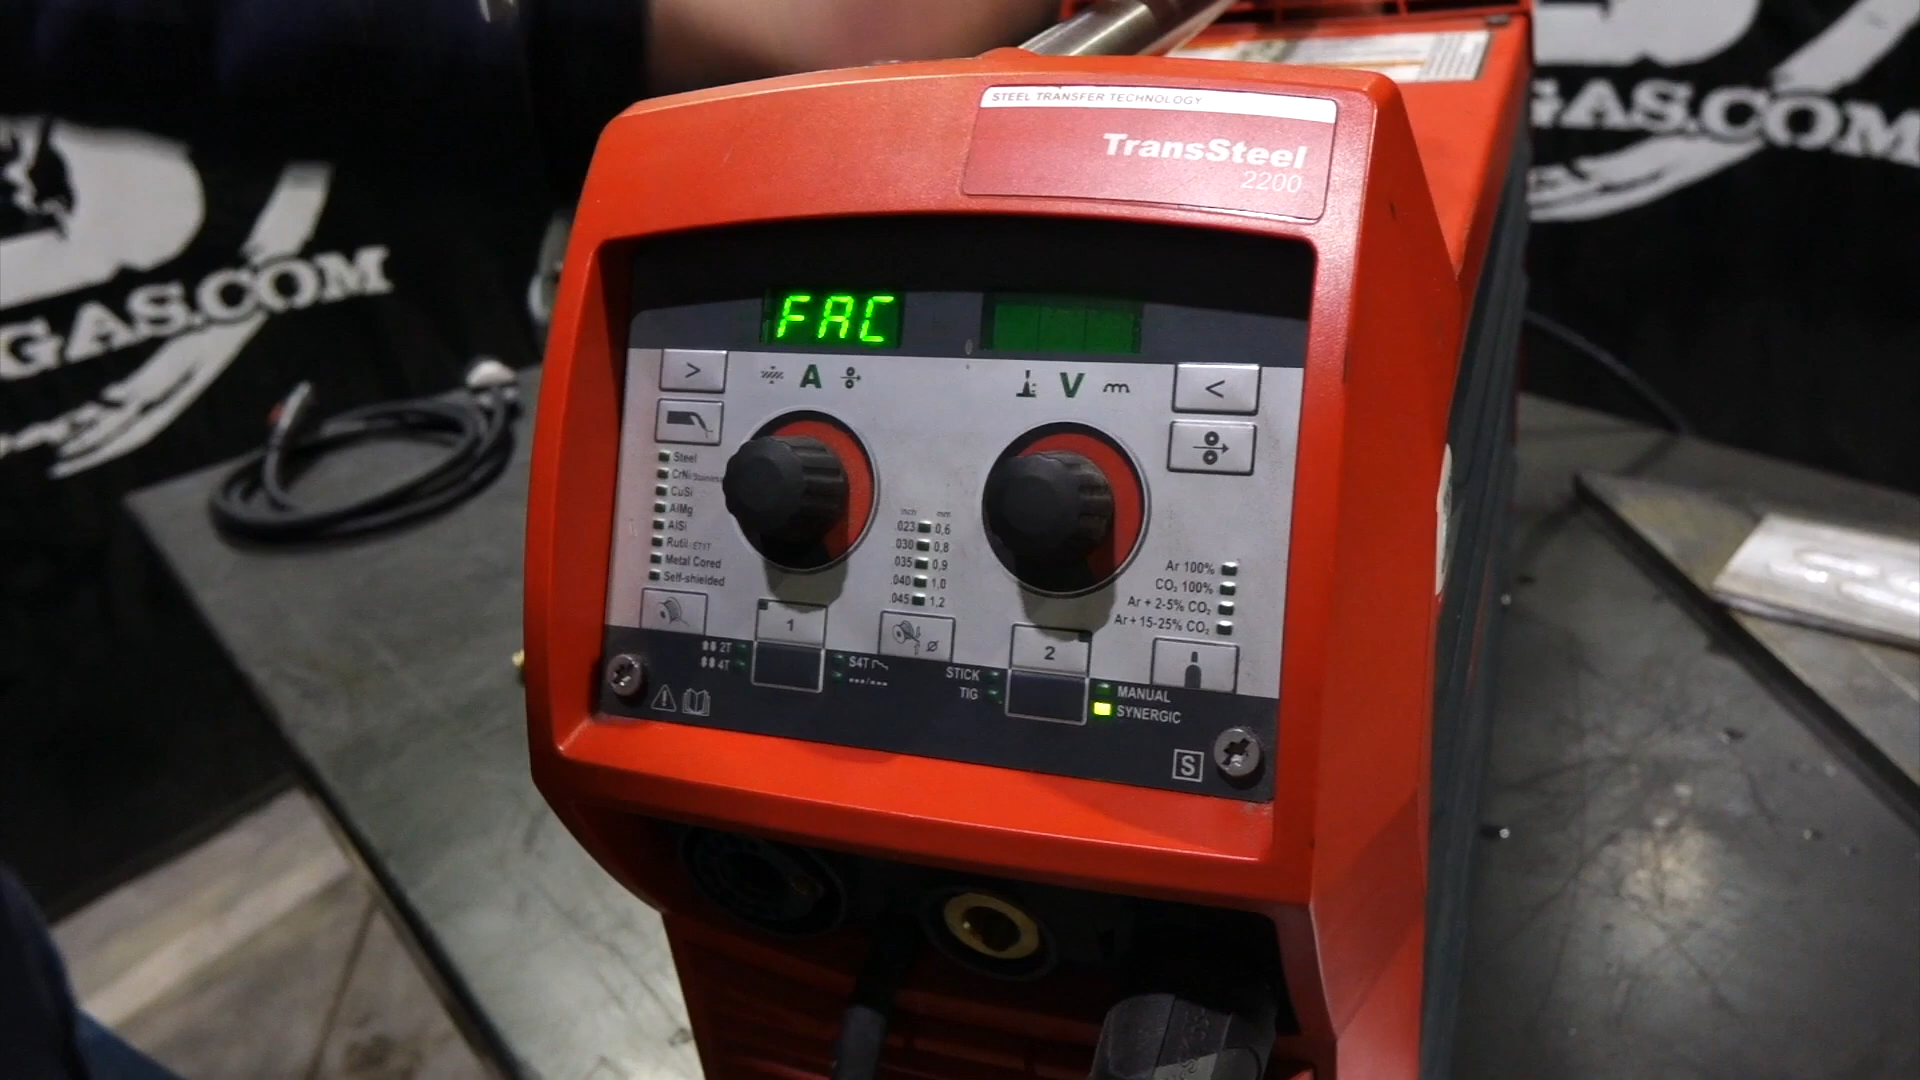 STEEL TRANSFER TECHNOLOGY
TransSteel
2200
GAS.COM
GAS.COM
FAC
>
A
V
<
Steel
CrNi/Stainless
CuSi
AlMg
AlSi
Rutil/E71T
Metal Cored
Self-shielded
inch mm
.023 0,6
.030 0,8
.035 0,9
.040 1,0
.045 1,2
Ar 100%
CO₂ 100%
Ar + 2-5% CO₂
Ar + 15-25% CO₂
1
Ø
2
2T
4T
S4T
STICK
TIG
MANUAL
SYNERGIC
S